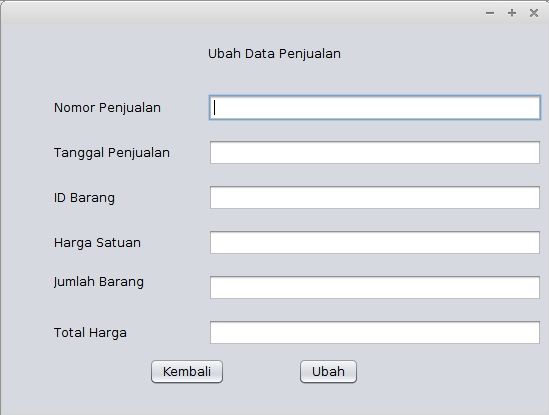 Ubah Data Penjualan
Nomor Penjualan
Tanggal Penjualan
ID Barang
Harga Satuan
Jumlah Barang
Total Harga
Kembali Ubah